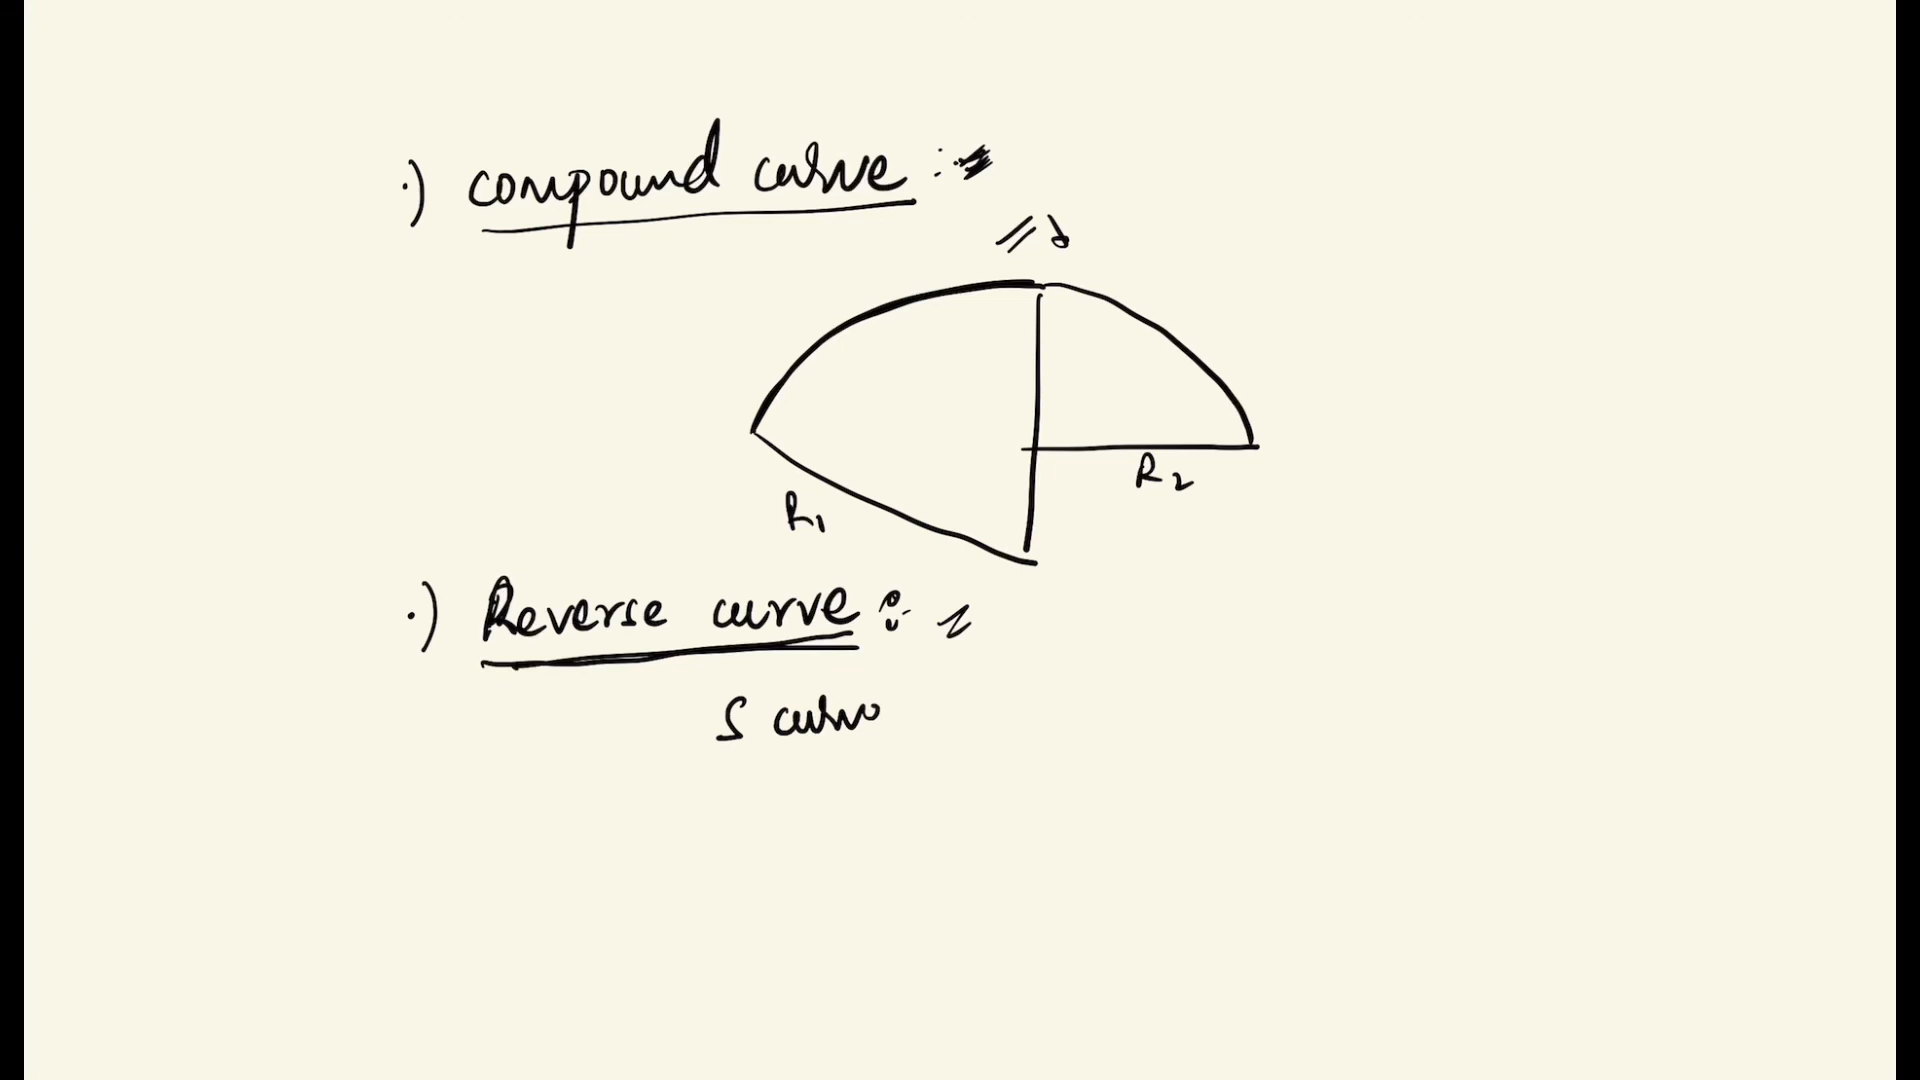 ·) compound curve :-
R₂
R₁
·) Reverse curve :-
S curve